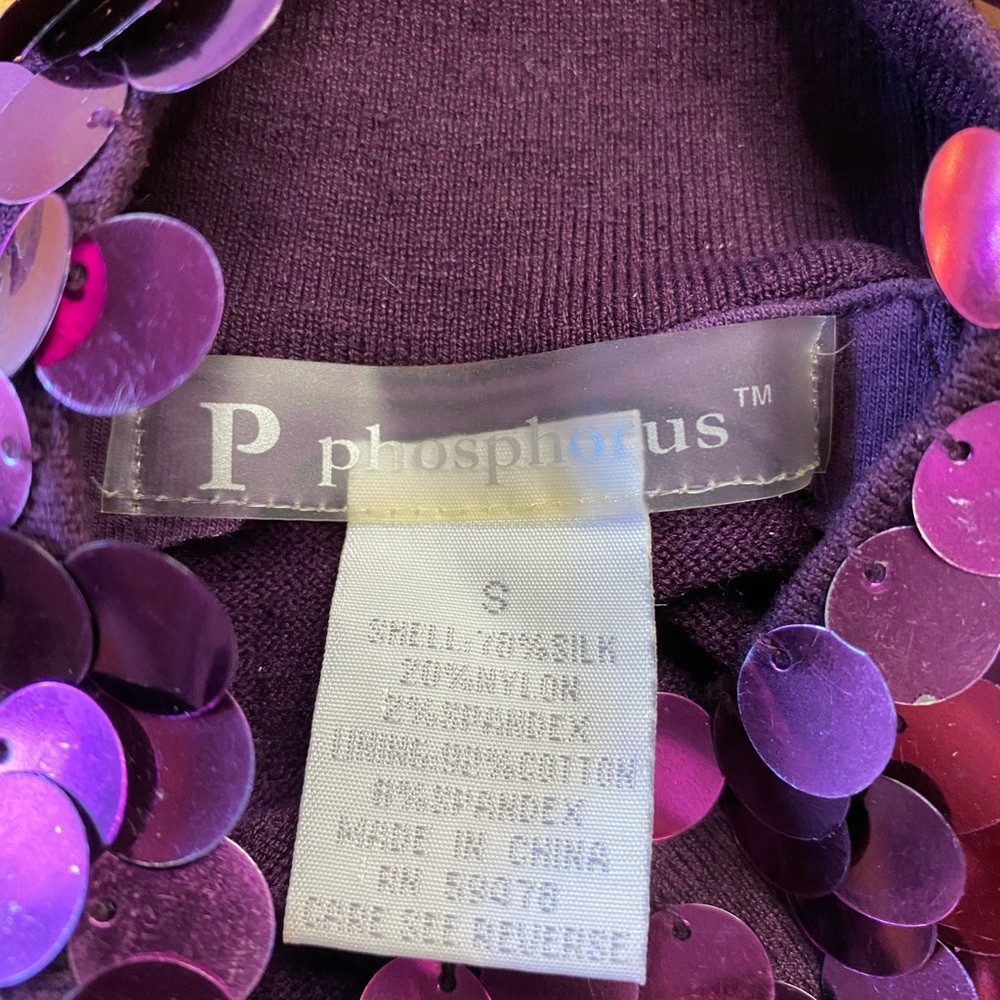 P phosphorus™
S
SHELL:78%SILK
20%NYLON
2%SPANDEX
LINING:92%COTTON
8%SPANDEX
MADE IN CHINA
RN 59078
CARE SEE REVERSE